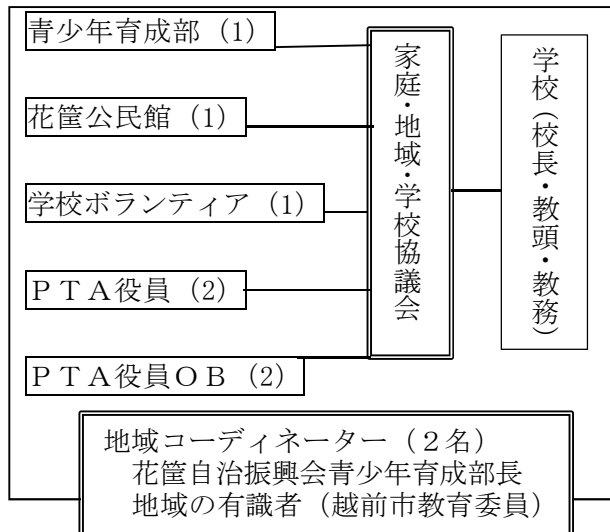 青少年育成部（1）
花筐公民館（1）
学校ボランティア（1）
ＰＴＡ役員（2）
ＰＴＡ役員ＯＢ（2）
家庭・地域・学校協議会
学校（校長・教頭・教務）
地域コーディネーター（２名）
花筐自治振興会青少年育成部長
地域の有識者（越前市教育委員）